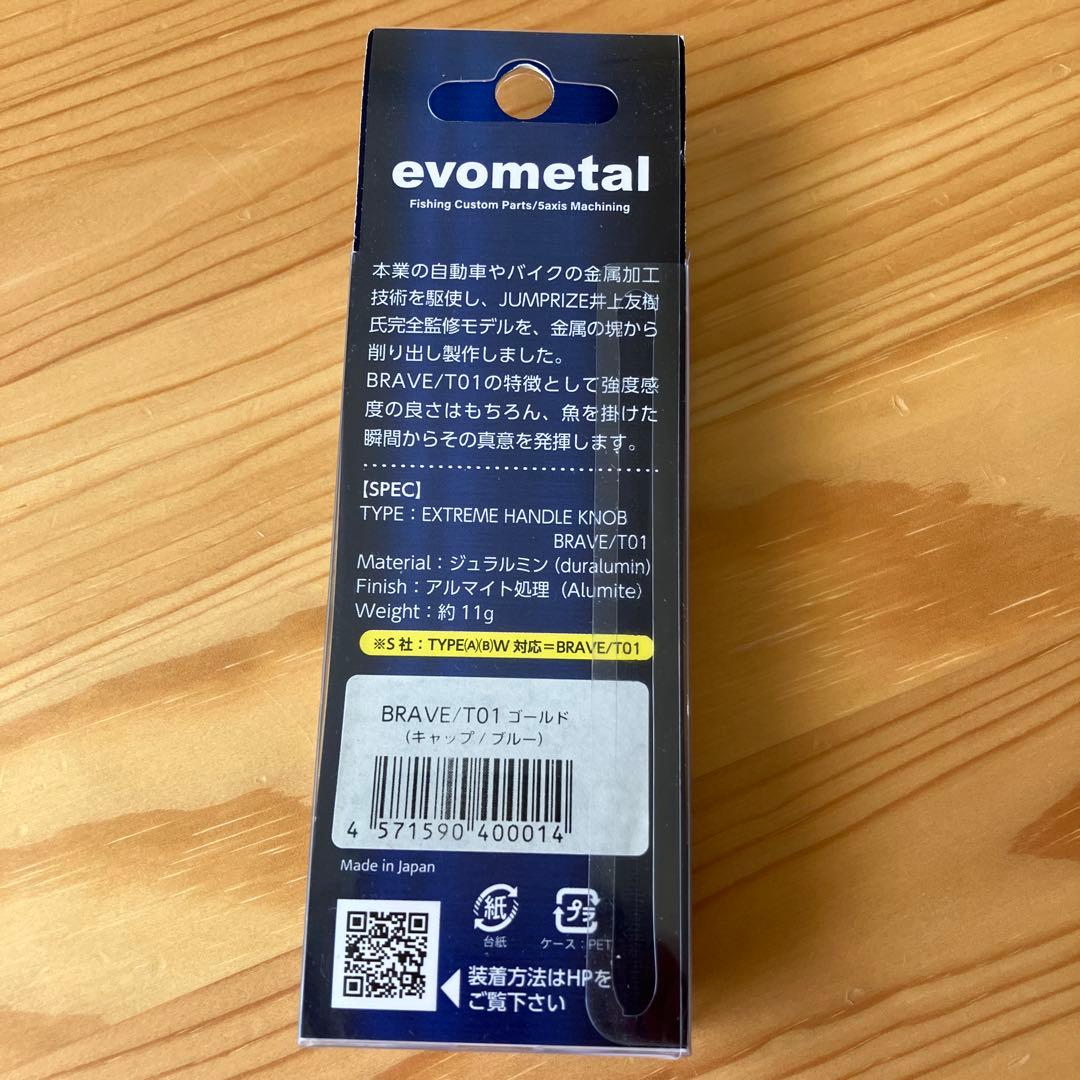 evometal
Fishing Custom Parts/5axis Machining
本業の自動車やバイクの金属加工
技術を駆使し、JUMPRIZE井上友樹
氏完全監修モデルを、金属の塊から
削り出し製作しました。
BRAVE/T01の特徴として強度感
度の良さはもちろん、魚を掛けた
瞬間からその真意を発揮します。
【SPEC】
TYPE：EXTREME HANDLE KNOB
BRAVE/T01
Material：ジュラルミン (duralumin)
Finish：アルマイト処理 (Alumite)
Weight：約 11g
※S 社：TYPE(A)(B)W 対応＝BRAVE/T01
BRAVE/T01 ゴールド
(キャップ / ブルー)
4 571590 400014
Made in Japan
紙
プラ
台紙
ケース：PET
装着方法はHPを
ご覧下さい